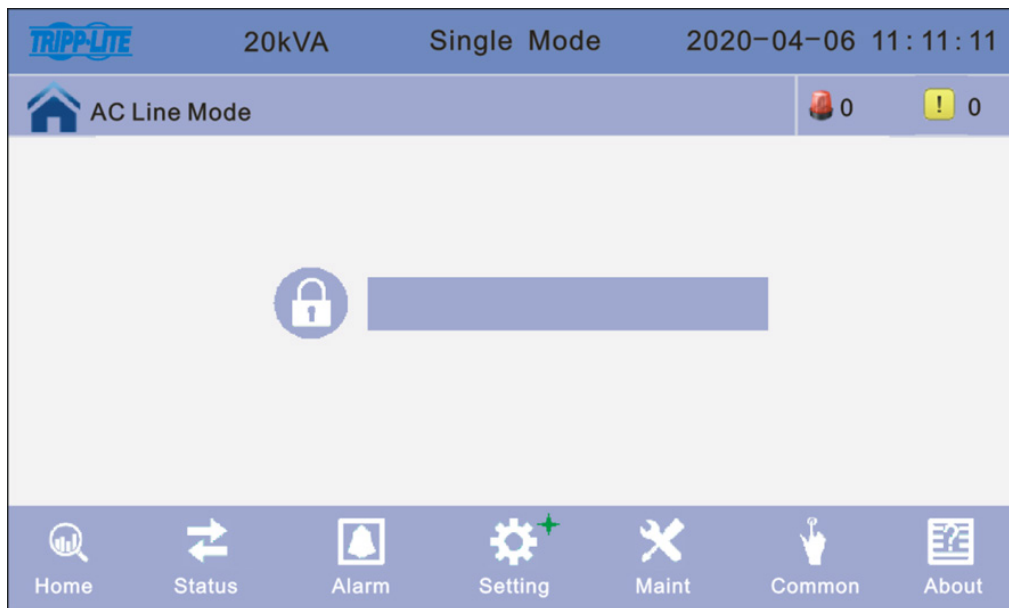 TRIPP·LITE 20kVA Single Mode 2020-04-06 11:11:11
AC Line Mode 0 ! 0
Home Status Alarm Setting Maint Common About